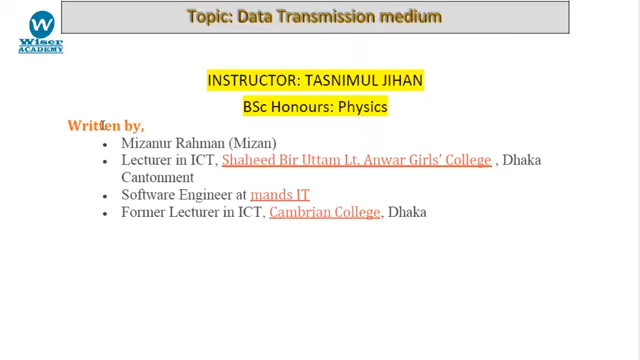 Topic: Data Transmission medium
W
Wiser
ACADEMY
INSTRUCTOR: TASNIMUL JIHAN
BSc Honours: Physics
Written by,
• Mizanur Rahman (Mizan)
• Lecturer in ICT, Shaheed Bir Uttam Lt. Anwar Girls’ College , Dhaka
Cantonment
• Software Engineer at mands IT
• Former Lecturer in ICT, Cambrian College, Dhaka